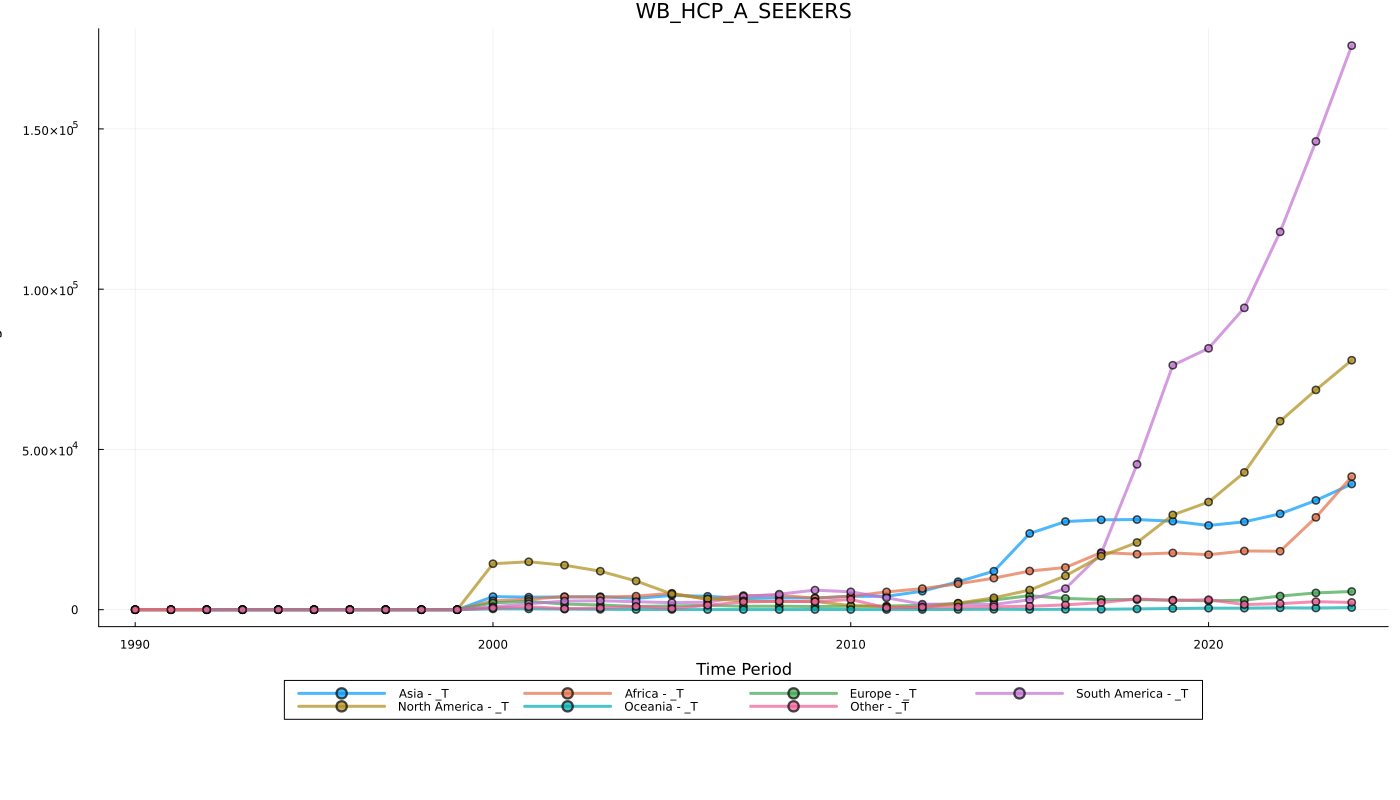 WB_HCP_A_SEEKERS
1.50×10⁵
1.00×10⁵
5.00×10⁴
0
1990 2000 2010 2020
Time Period
Asia - _T Africa - _T Europe - _T South America - _T
North America - _T Oceania - _T Other - _T